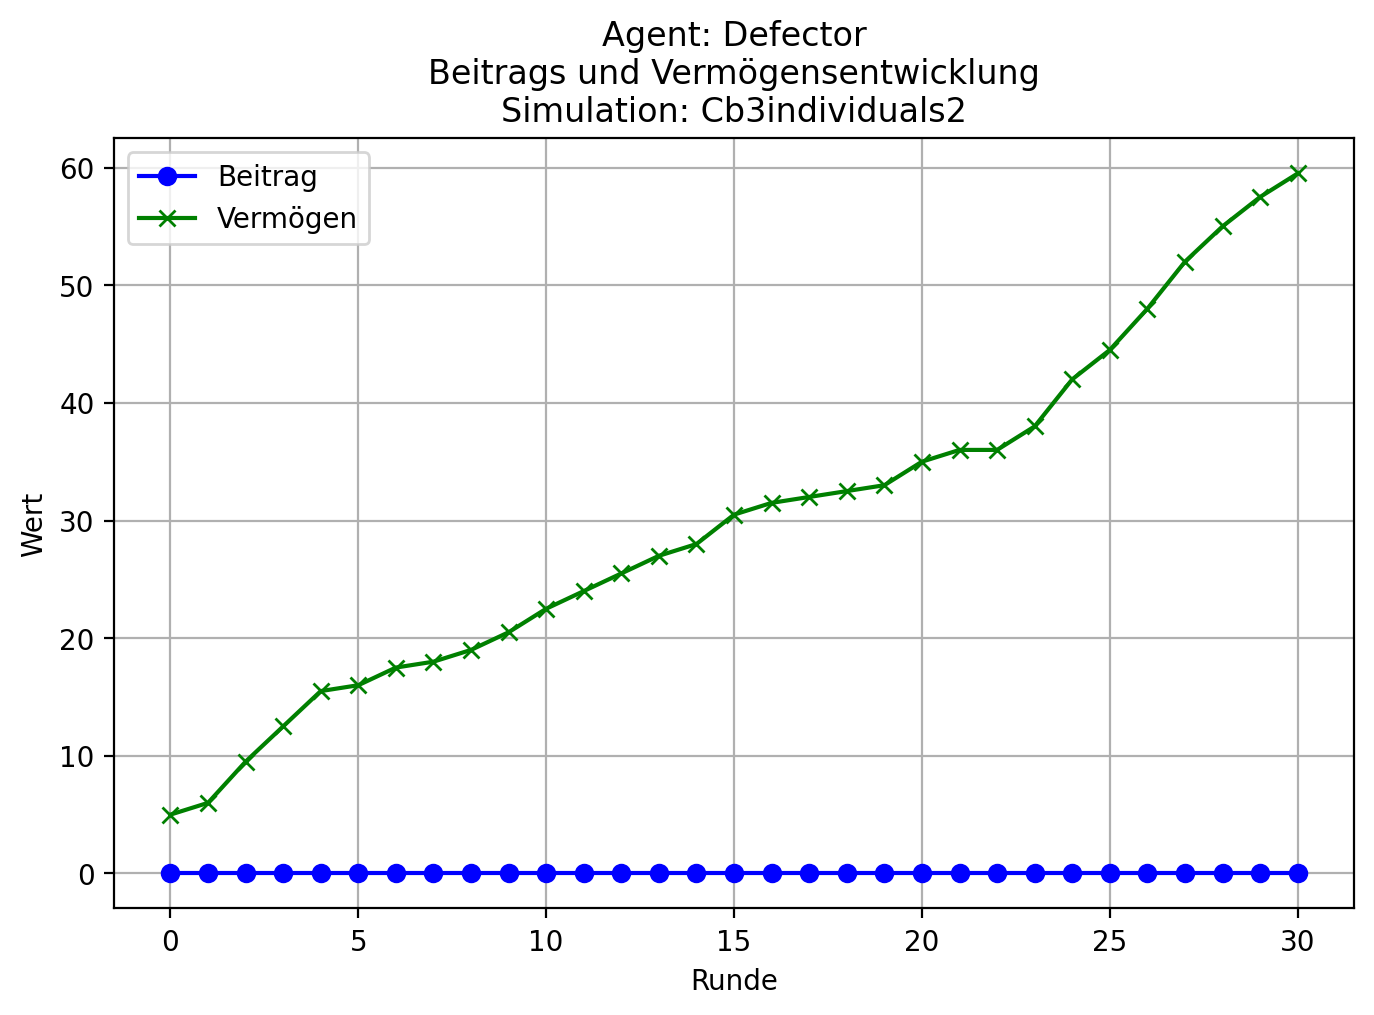 Agent: Defector
Beitrags und Vermögensentwicklung
Simulation: Cb3individuals2
Beitrag
Vermögen
60
50
40
30
20
10
0
Wert
0 5 10 15 20 25 30
Runde